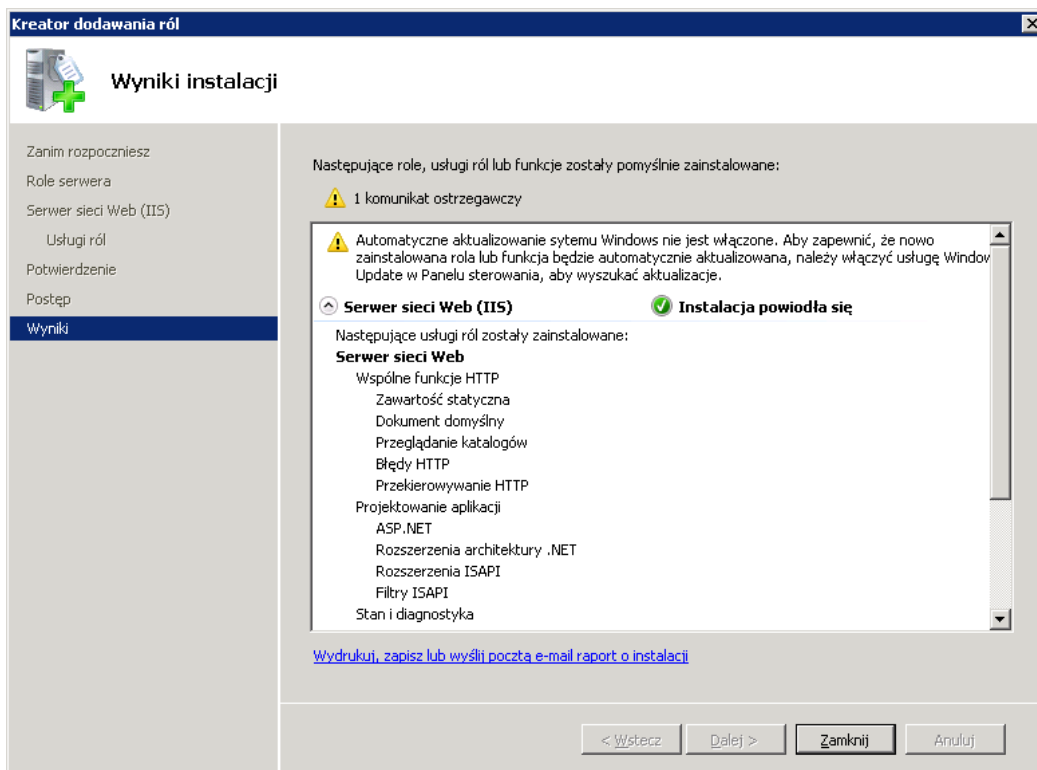 Kreator dodawania ról
Wyniki instalacji
Zanim rozpoczniesz
Role serwera
Serwer sieci Web (IIS)
Usługi ról
Potwierdzenie
Postęp
Wyniki
Następujące role, usługi ról lub funkcje zostały pomyślnie zainstalowane:
1 komunikat ostrzegawczy
Automatyczne aktualizowanie sytemu Windows nie jest włączone. Aby zapewnić, że nowo
zainstalowana rola lub funkcja będzie automatycznie aktualizowana, należy włączyć usługę Window
Update w Panelu sterowania, aby wyszukać aktualizacje.
Serwer sieci Web (IIS) Instalacja powiodła się
Następujące usługi ról zostały zainstalowane:
Serwer sieci Web
Wspólne funkcje HTTP
Zawartość statyczna
Dokument domyślny
Przeglądanie katalogów
Błędy HTTP
Przekierowywanie HTTP
Projektowanie aplikacji
ASP.NET
Rozszerzenia architektury .NET
Rozszerzenia ISAPI
Filtry ISAPI
Stan i diagnostyka
Wydrukuj, zapisz lub wyślij pocztą e-mail raport o instalacji
< Wstecz Dalej > Zamknij Anuluj